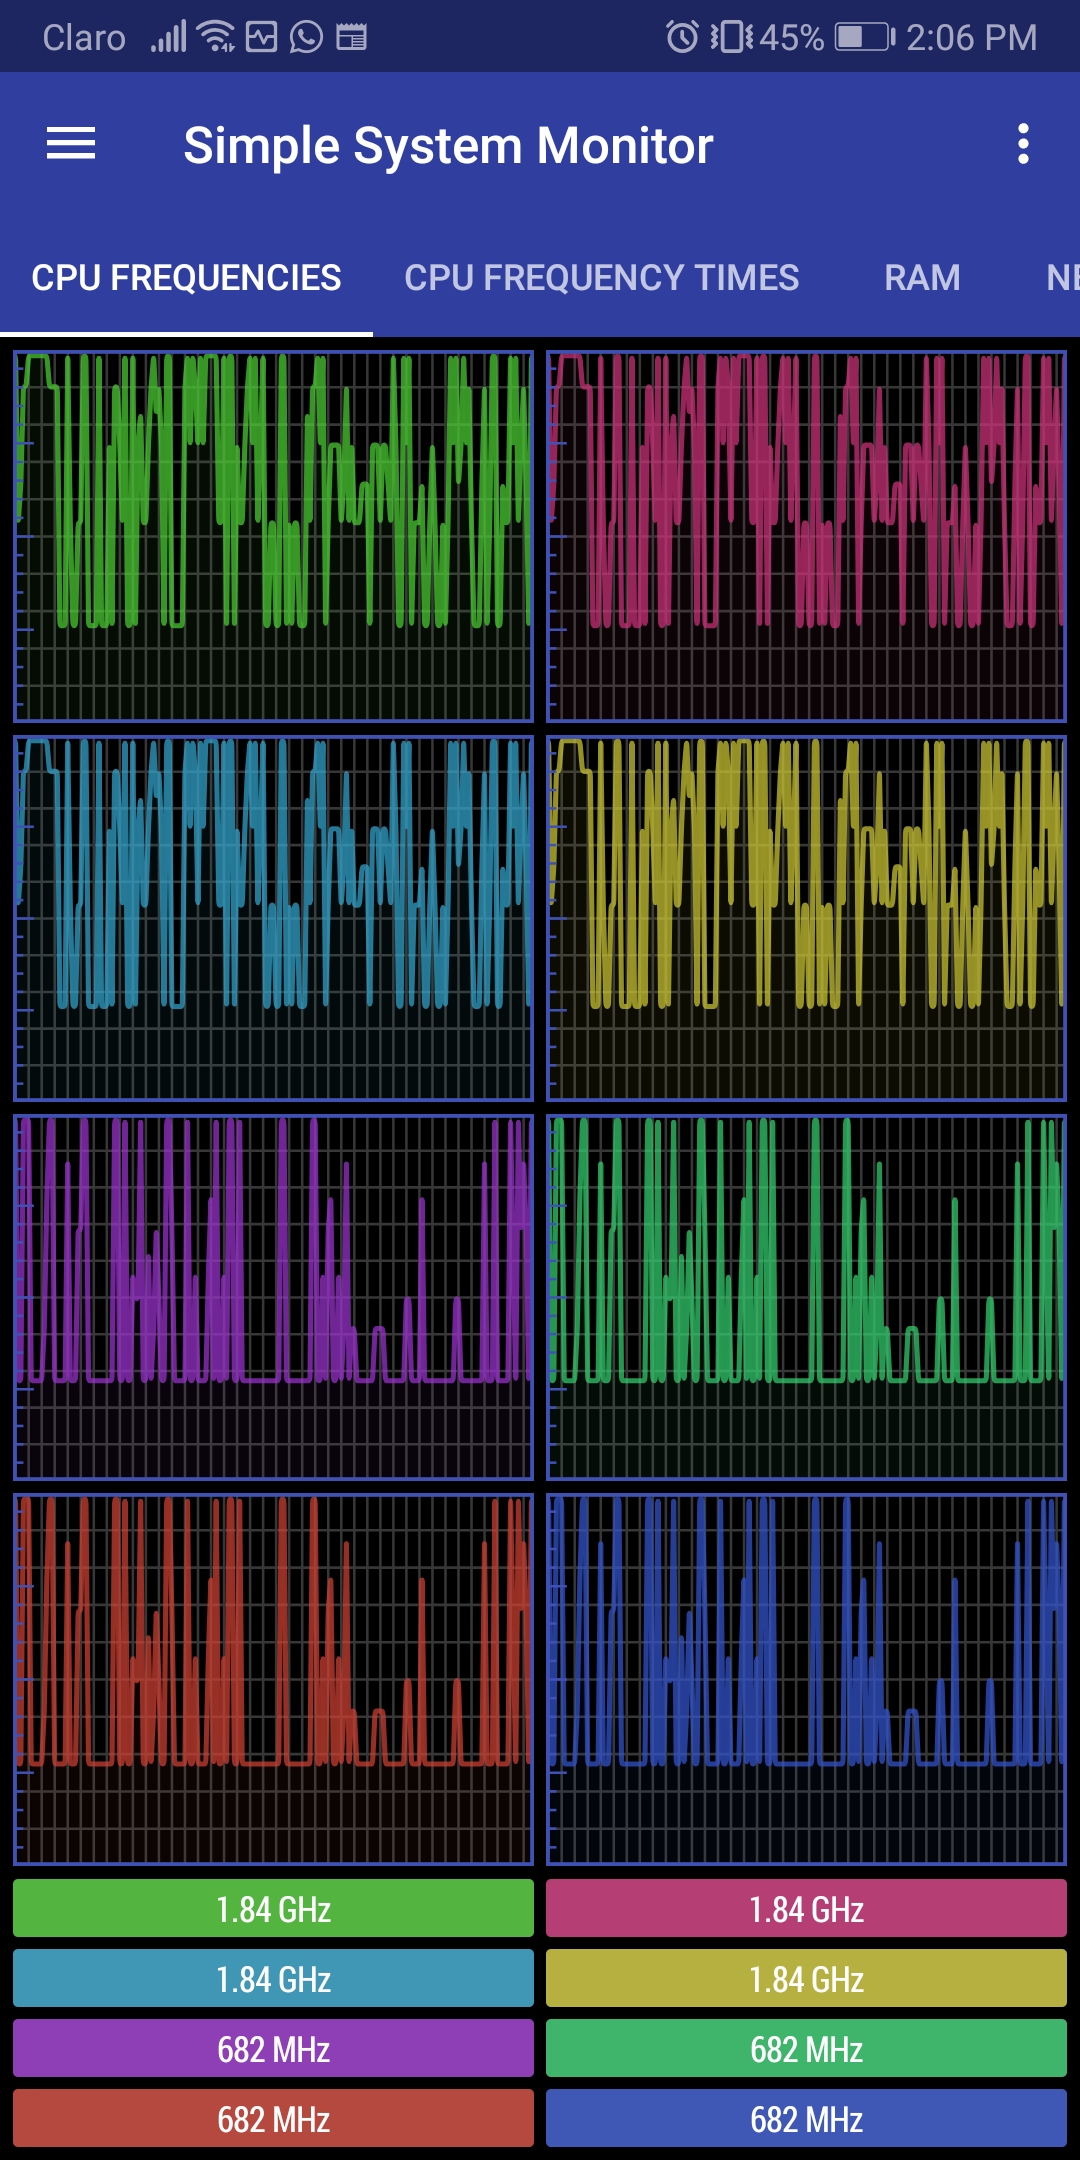 Claro 45% 2:06 PM
Simple System Monitor
CPU FREQUENCIES CPU FREQUENCY TIMES RAM NE
1.84 GHz 1.84 GHz
1.84 GHz 1.84 GHz
682 MHz 682 MHz
682 MHz 682 MHz